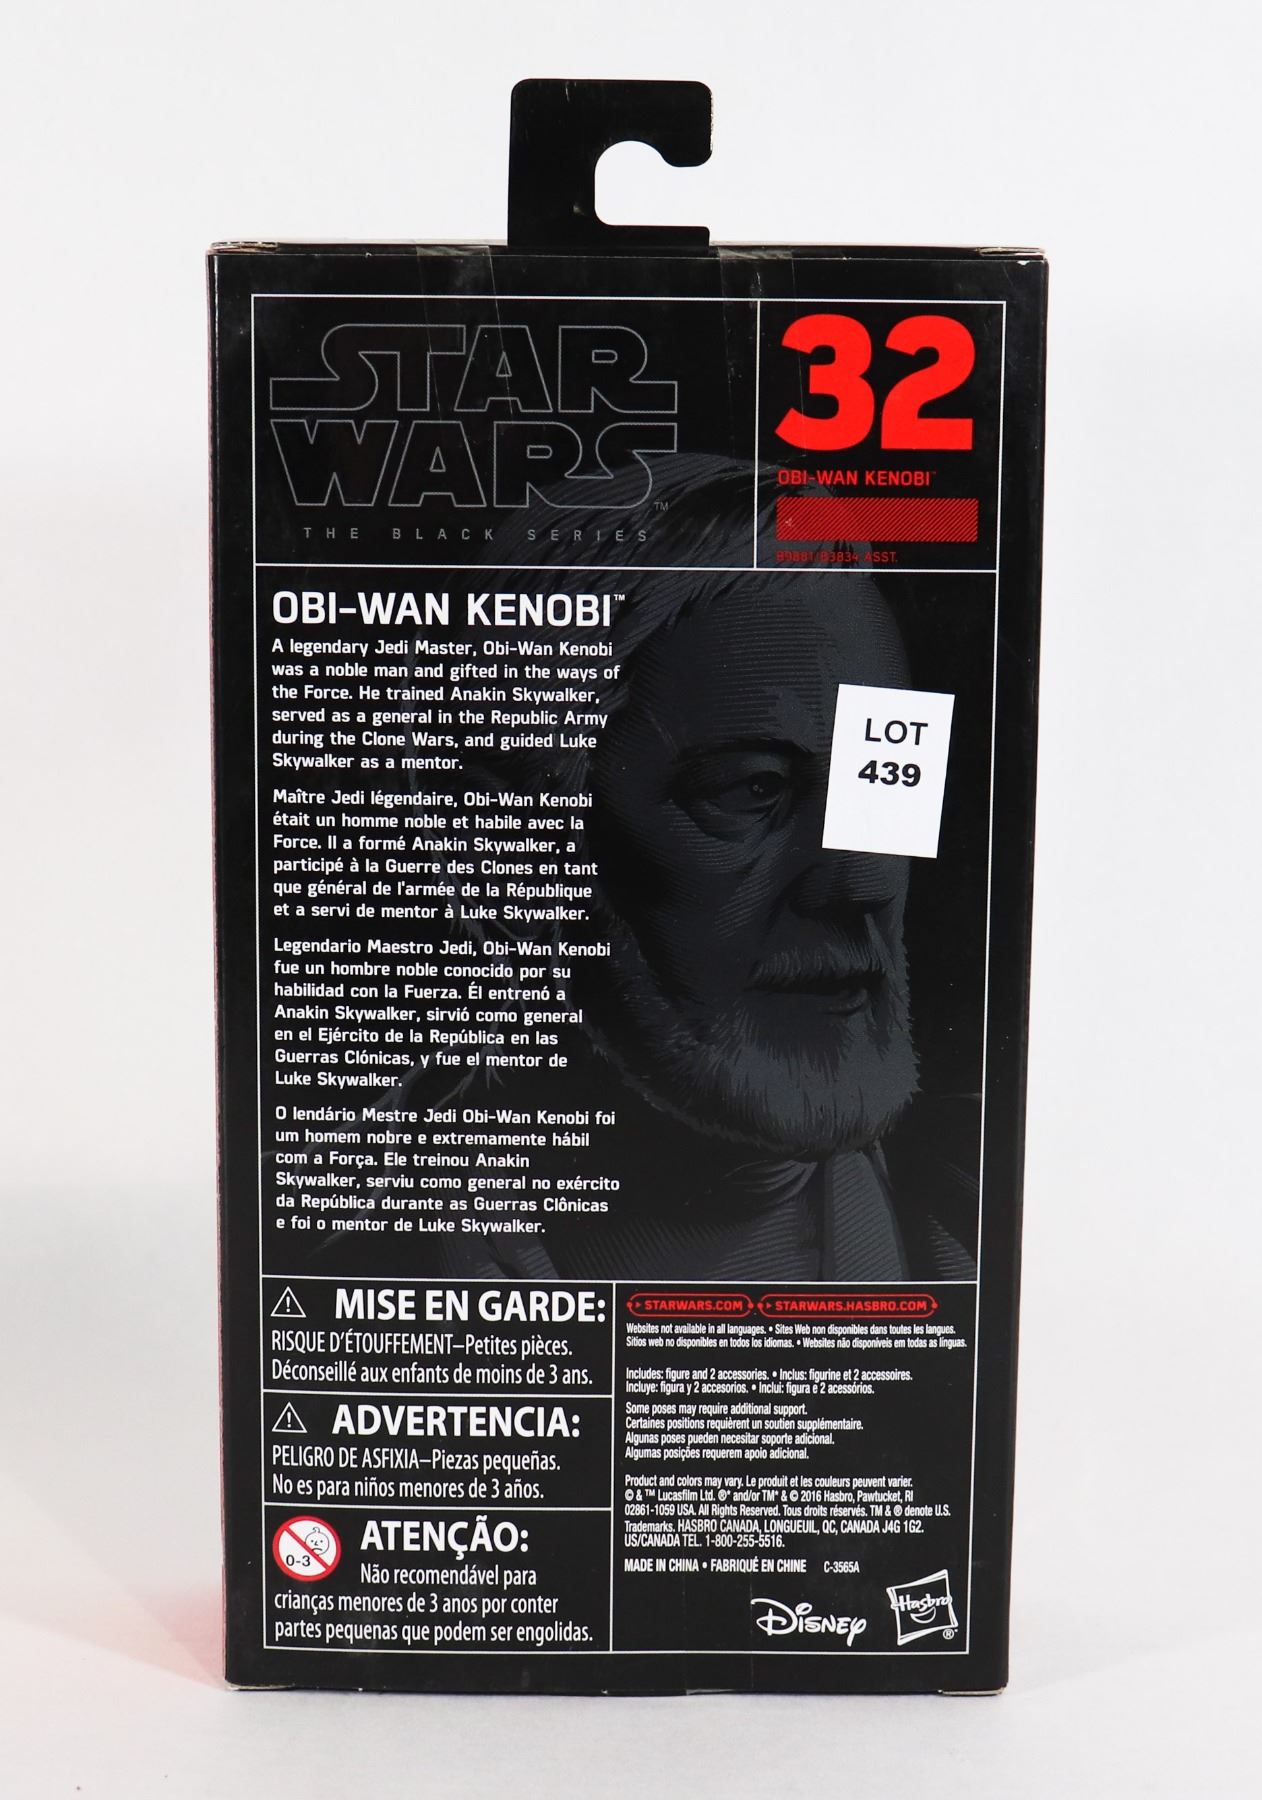 STAR
WARS™
THE BLACK SERIES
32
OBI-WAN KENOBI™
B9881/B3834 ASST.
OBI-WAN KENOBI™
A legendary Jedi Master, Obi-Wan Kenobi
was a noble man and gifted in the ways of
the Force. He trained Anakin Skywalker,
served as a general in the Republic Army
during the Clone Wars, and guided Luke
Skywalker as a mentor.
LOT
439
Maître Jedi légendaire, Obi-Wan Kenobi
était un homme noble et habile avec la
Force. Il a formé Anakin Skywalker, a
participé à la Guerre des Clones en tant
que général de l'armée de la République
et a servi de mentor à Luke Skywalker.
Legendario Maestro Jedi, Obi-Wan Kenobi
fue un hombre noble conocido por su
habilidad con la Fuerza. Él entrenó a
Anakin Skywalker, sirvió como general
en el Ejército de la República en las
Guerras Clónicas, y fue el mentor de
Luke Skywalker.
O lendário Mestre Jedi Obi-Wan Kenobi foi
um homem nobre e extremamente hábil
com a Força. Ele treinou Anakin
Skywalker, serviu como general no exército
da República durante as Guerras Clônicas
e foi o mentor de Luke Skywalker.
MISE EN GARDE:
RISQUE D'ÉTOUFFEMENT–Petites pièces.
Déconseillé aux enfants de moins de 3 ans.
ADVERTENCIA:
PELIGRO DE ASFIXIA–Piezas pequeñas.
No es para niños menores de 3 años.
0-3
ATENÇÃO:
Não recomendável para
crianças menores de 3 anos por conter
partes pequenas que podem ser engolidas.
STARWARS.COM • STARWARS.HASBRO.COM
Websites not available in all languages. • Sites Web non disponibles dans toutes les langues.
Sitios web no disponibles en todos los idiomas. • Websites não disponíveis em todas as línguas.
Includes: figure and 2 accessories. • Inclus: figurine et 2 accessoires.
Incluye: figura y 2 accesorios. • Inclui: figura e 2 acessórios.
Some poses may require additional support.
Certaines positions requièrent un soutien supplémentaire.
Algunas poses pueden necesitar soporte adicional.
Algumas posições requerem apoio adicional.
Product and colors may vary. Le produit et les couleurs peuvent varier.
© & ™ Lucasfilm Ltd. ®* and/or TM* & © 2016 Hasbro, Pawtucket, RI
02861-1059 USA. All Rights Reserved. Tous droits réservés. TM & ® denote U.S.
Trademarks. HASBRO CANADA, LONGUEUIL, QC, CANADA J4G 1G2.
US/CANADA TEL. 1-800-255-5516.
MADE IN CHINA • FABRIQUÉ EN CHINE C-3565A
Disney
Hasbro
®